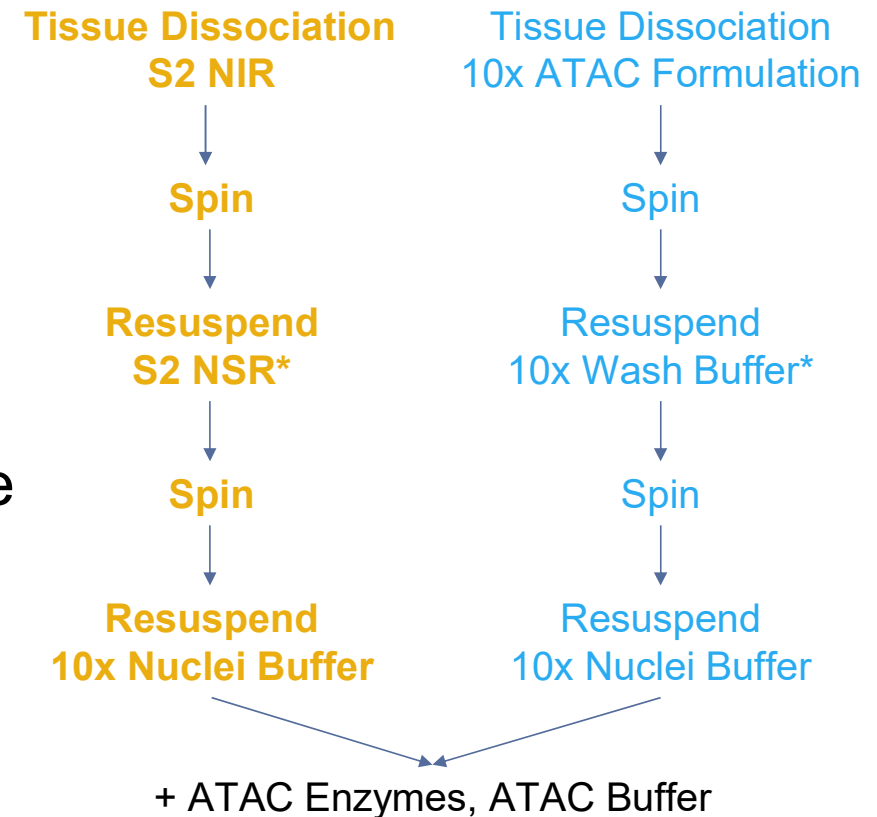 Tissue Dissociation
S2 NIR
Spin
Resuspend
S2 NSR*
Spin
Resuspend
10x Nuclei Buffer
Tissue Dissociation
10x ATAC Formulation
Spin
Resuspend
10x Wash Buffer*
Spin
Resuspend
10x Nuclei Buffer
e
+ ATAC Enzymes, ATAC Buffer